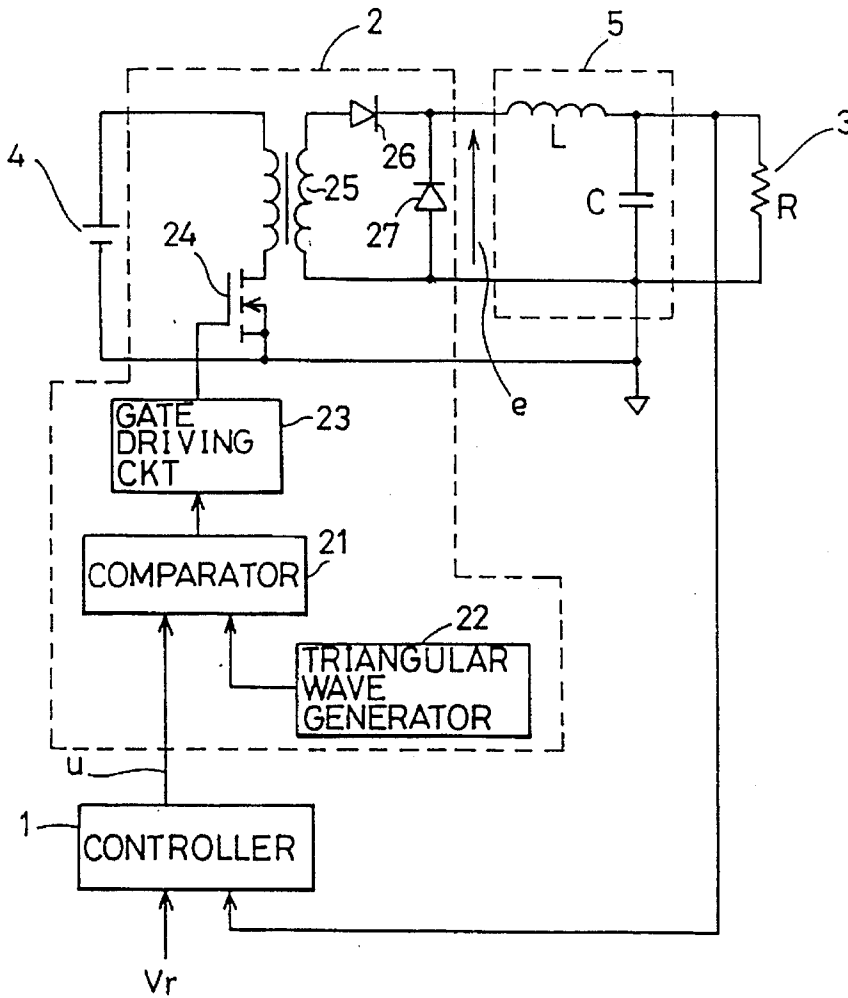 2
5
4
26
L
3
25
C
R
24
27
e
GATE
DRIVING
CKT
23
21
COMPARATOR
22
TRIANGULAR
WAVE
GENERATOR
u
1
CONTROLLER
Vr